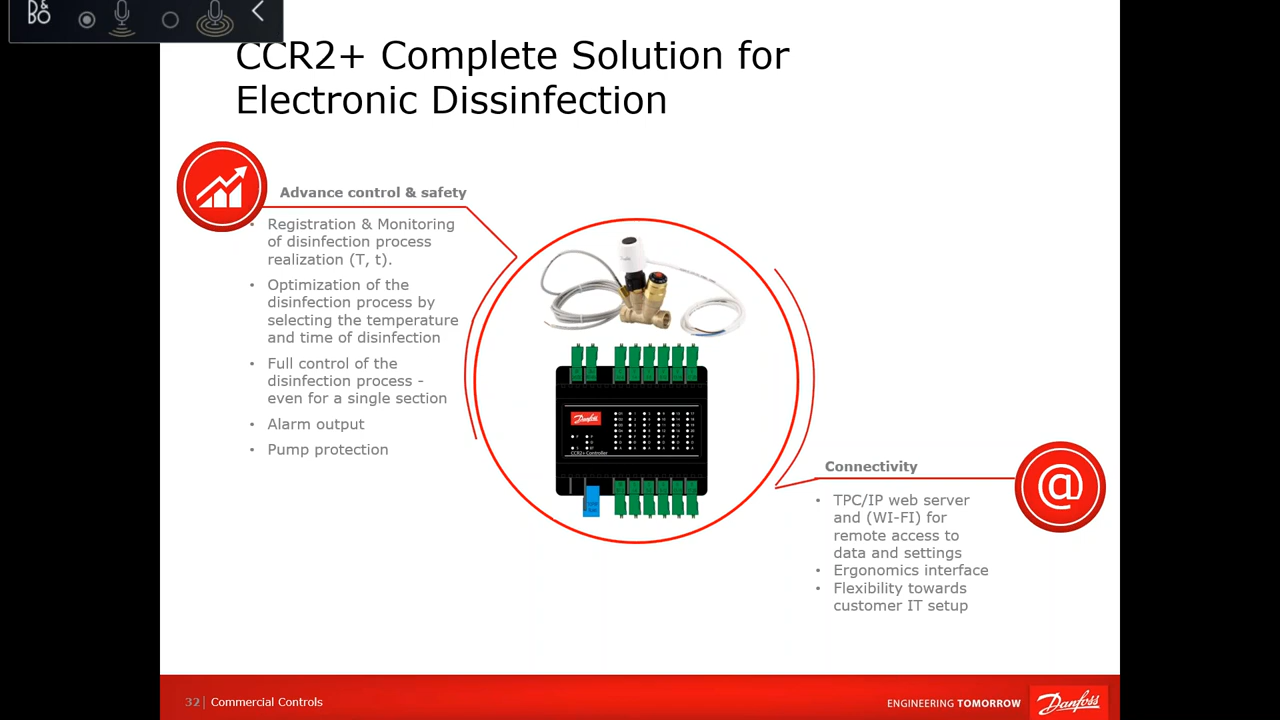 CCR2+ Complete Solution for
Electronic Dissinfection
Advance control & safety
• Registration & Monitoring
of disinfection process
realization (T, t).
• Optimization of the
disinfection process by
selecting the temperature
and time of disinfection
• Full control of the
disinfection process -
even for a single section
• Alarm output
• Pump protection
Danfoss
CCR2+ Controller
Connectivity
• TPC/IP web server
and (WI-FI) for
remote access to
data and settings
• Ergonomics interface
• Flexibility towards
customer IT setup
32| Commercial Controls
ENGINEERING TOMORROW
Danfoss